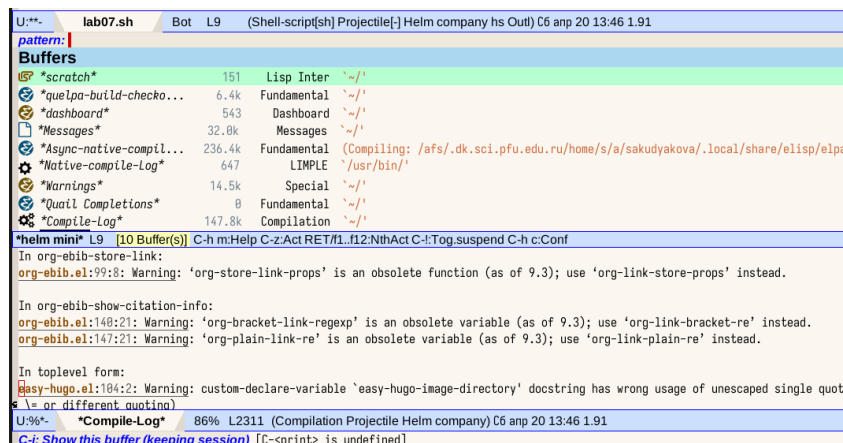 U:**- lab07.sh Bot L9 (Shell-script[sh] Projectile[-] Helm company hs Outl) Сб апр 20 13:46 1.91
pattern:
Buffers
*scratch* 151 Lisp Inter `~/'
*quelpa-build-checko... 6.4k Fundamental `~/'
*dashboard* 543 Dashboard `~/'
*Messages* 32.0k Messages `~/'
*Async-native-compil... 236.4k Fundamental (Compiling: /afs/.dk.sci.pfu.edu.ru/home/s/a/sakudyakova/.local/share/elisp/elpa
*Native-compile-Log* 647 LIMPLE `/usr/bin/'
*Warnings* 14.5k Special `~/'
*Quail Completions* 0 Fundamental `~/'
*Compile-Log* 147.8k Compilation `~/'
*helm mini* L9 [10 Buffer(s)] C-h m:Help C-z:Act RET/f1..f12:NthAct C-!:Tog.suspend C-h c:Conf
In org-ebib-store-link:
org-ebib.el:99:8: Warning: ‘org-store-link-props’ is an obsolete function (as of 9.3); use ‘org-link-store-props’ instead.
In org-ebib-show-citation-info:
org-ebib.el:140:21: Warning: ‘org-bracket-link-regexp’ is an obsolete variable (as of 9.3); use ‘org-link-bracket-re’ instead.
org-ebib.el:147:21: Warning: ‘org-plain-link-re’ is an obsolete variable (as of 9.3); use ‘org-link-plain-re’ instead.
In toplevel form:
easy-hugo.el:104:2: Warning: custom-declare-variable `easy-hugo-image-directory' docstring has wrong usage of unescaped single quot
\= or different quoting)
U:%*- *Compile-Log* 86% L2311 (Compilation Projectile Helm company) Сб апр 20 13:46 1.91
C-j: Show this buffer (keeping session) [C-<print> is undefined]